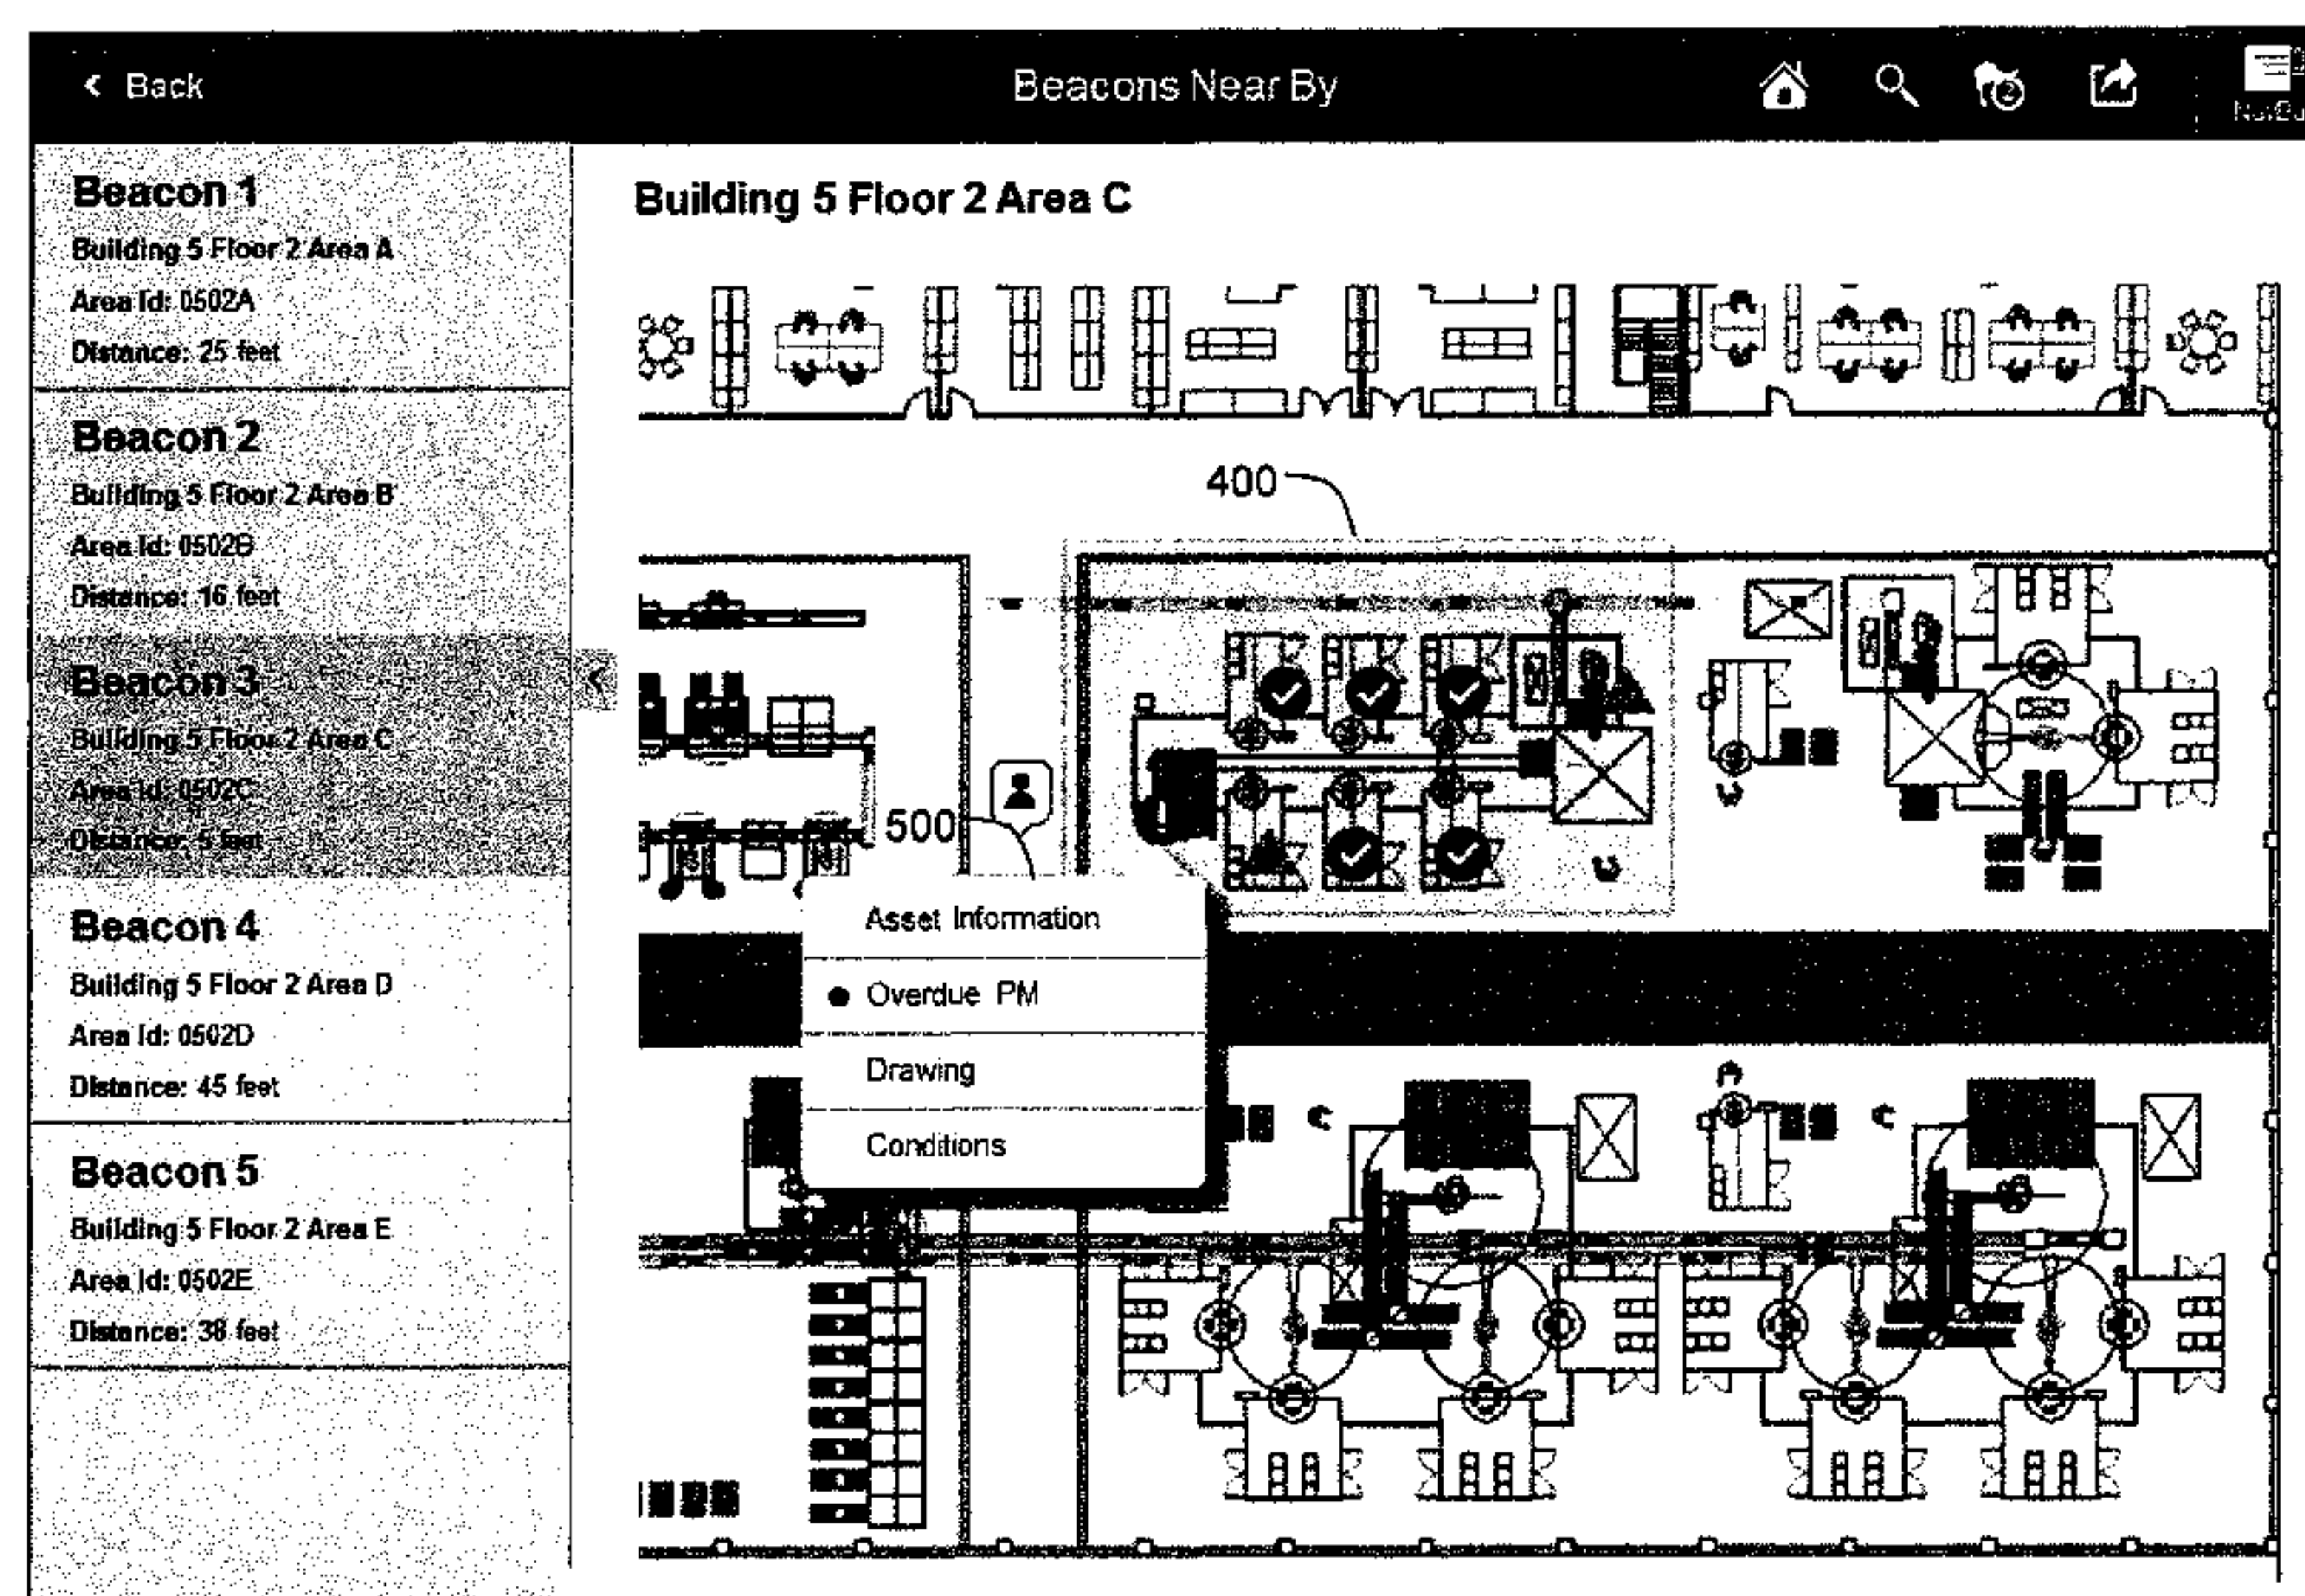 < Back
Beacons Near By
2
Beacon 1
Building 5 Floor 2 Area A
Area Id: 0502A
Distance: 25 feet
Beacon 2
Building 5 Floor 2 Area B
Area Id: 0502B
Distance: 16 feet
Beacon 3
Building 5 Floor 2 Area C
Area Id: 0502C
Distance: 5 feet
Beacon 4
Building 5 Floor 2 Area D
Area Id: 0502D
Distance: 45 feet
Beacon 5
Building 5 Floor 2 Area E
Area Id: 0502E
Distance: 38 feet
Building 5 Floor 2 Area C
400
500
Asset Information
Overdue PM
Drawing
Conditions